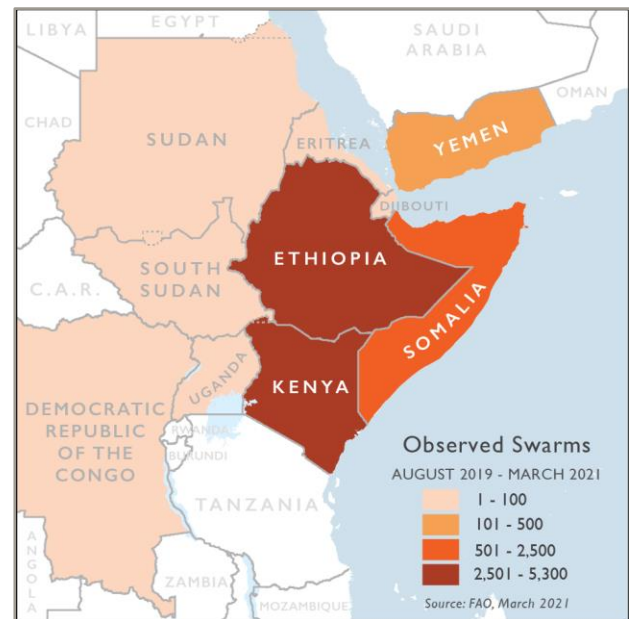 EGYPT
LIBYA
SAUDI
ARABIA
OMAN
CHAD
SUDAN
ERITREA
YEMEN
DJIBOUTI
ETHIOPIA
SOUTH
SUDAN
C.A.R.
SOMALIA
UGANDA
KENYA
DEMOCRATIC
REPUBLIC
OF THE
CONGO
RWANDA
BURUNDI
TANZANIA
ANGOLA
ZAMBIA
MOZAMBIQUE
Observed Swarms
AUGUST 2019 - MARCH 2021
1 - 100
101 - 500
501 - 2,500
2,501 - 5,300
Source: FAO, March 2021